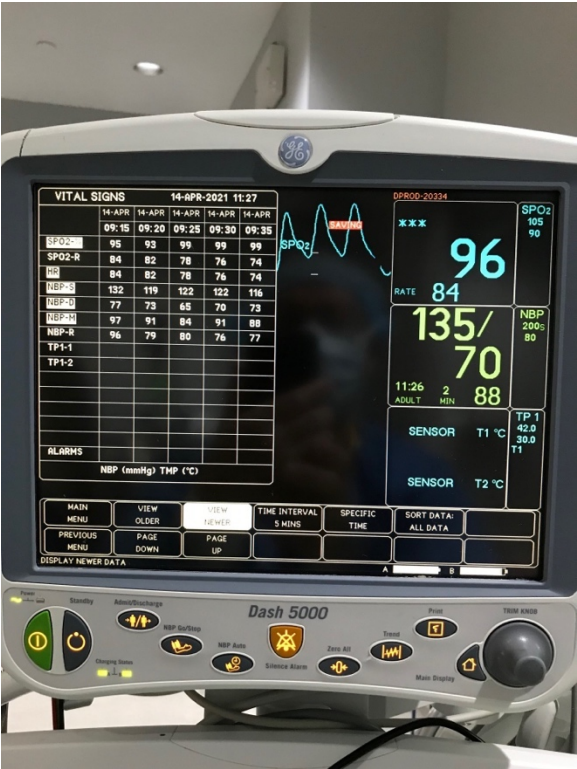 GE
VITAL SIGNS 14-APR-2021 11:27
14-APR 14-APR 14-APR 14-APR 14-APR
09:15 09:20 09:25 09:30 09:35
SPO2- 95 93 99 99 99
SPO2-R 84 82 78 76 74
HR 84 82 78 76 74
NBP-S 132 119 122 122 116
NBP-D 77 73 65 70 73
NBP-M 97 91 84 91 88
NBP-R 96 79 80 76 77
TP1-1
TP1-2
ALARMS
NBP (mmHg) TMP (°C)
SAVING
SPO2
DPROD-20334
*** 96
RATE 84
SPO2
105
90
135/
70
11:26 2 88
ADULT MIN
NBP
200S
80
SENSOR T1 °C
SENSOR T2 °C
TP 1
42.0
30.0
T1
MAIN MENU
VIEW OLDER
VIEW NEWER
TIME INTERVAL 5 MINS
SPECIFIC TIME
SORT DATA: ALL DATA
PREVIOUS MENU
PAGE DOWN
PAGE UP
DISPLAY NEWER DATA
A B
Power
Standby
Admit/Discharge
NBP Go/Stop
NBP Auto
Charging Status
Dash 5000
Silence Alarm
Zero All
Trend
Print
Main Display
TRIM KNOB